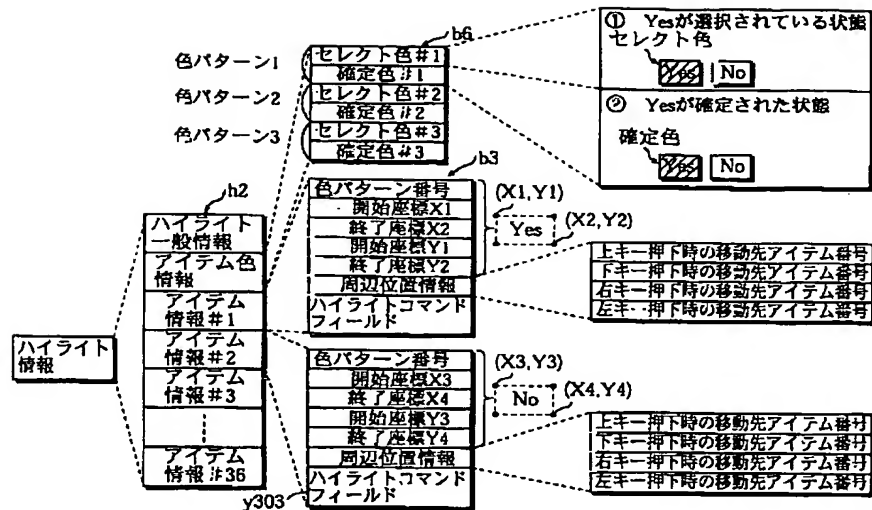 b6
色パターン1
色パターン2
色パターン3
セレクト色#1
確定色#1
セレクト色#2
確定色#2
セレクト色#3
確定色#3
① Yesが選択されている状態
セレクト色
Yes No
② Yesが確定された状態
確定色
Yes No
h2
ハイライト
一般情報
アイテム色
情報
アイテム
情報#1
アイテム
情報#2
アイテム
情報#3
アイテム
情報#36
ハイライト
情報
b3
色パターン番号
開始座標X1
終了座標X2
開始座標Y1
終了座標Y2
周辺位置情報
ハイライトコマンド
フィールド
(X1,Y1)
Yes
(X2,Y2)
上キー押下時の移動先アイテム番号
下キー押下時の移動先アイテム番号
右キー押下時の移動先アイテム番号
左キー押下時の移動先アイテム番号
色パターン番号
開始座標X3
終了座標X4
開始座標Y3
終了座標Y4
周辺位置情報
ハイライトコマンド
フィールド
y303
(X3,Y3)
No
(X4,Y4)
上キー押下時の移動先アイテム番号
下キー押下時の移動先アイテム番号
右キー押下時の移動先アイテム番号
左キー押下時の移動先アイテム番号